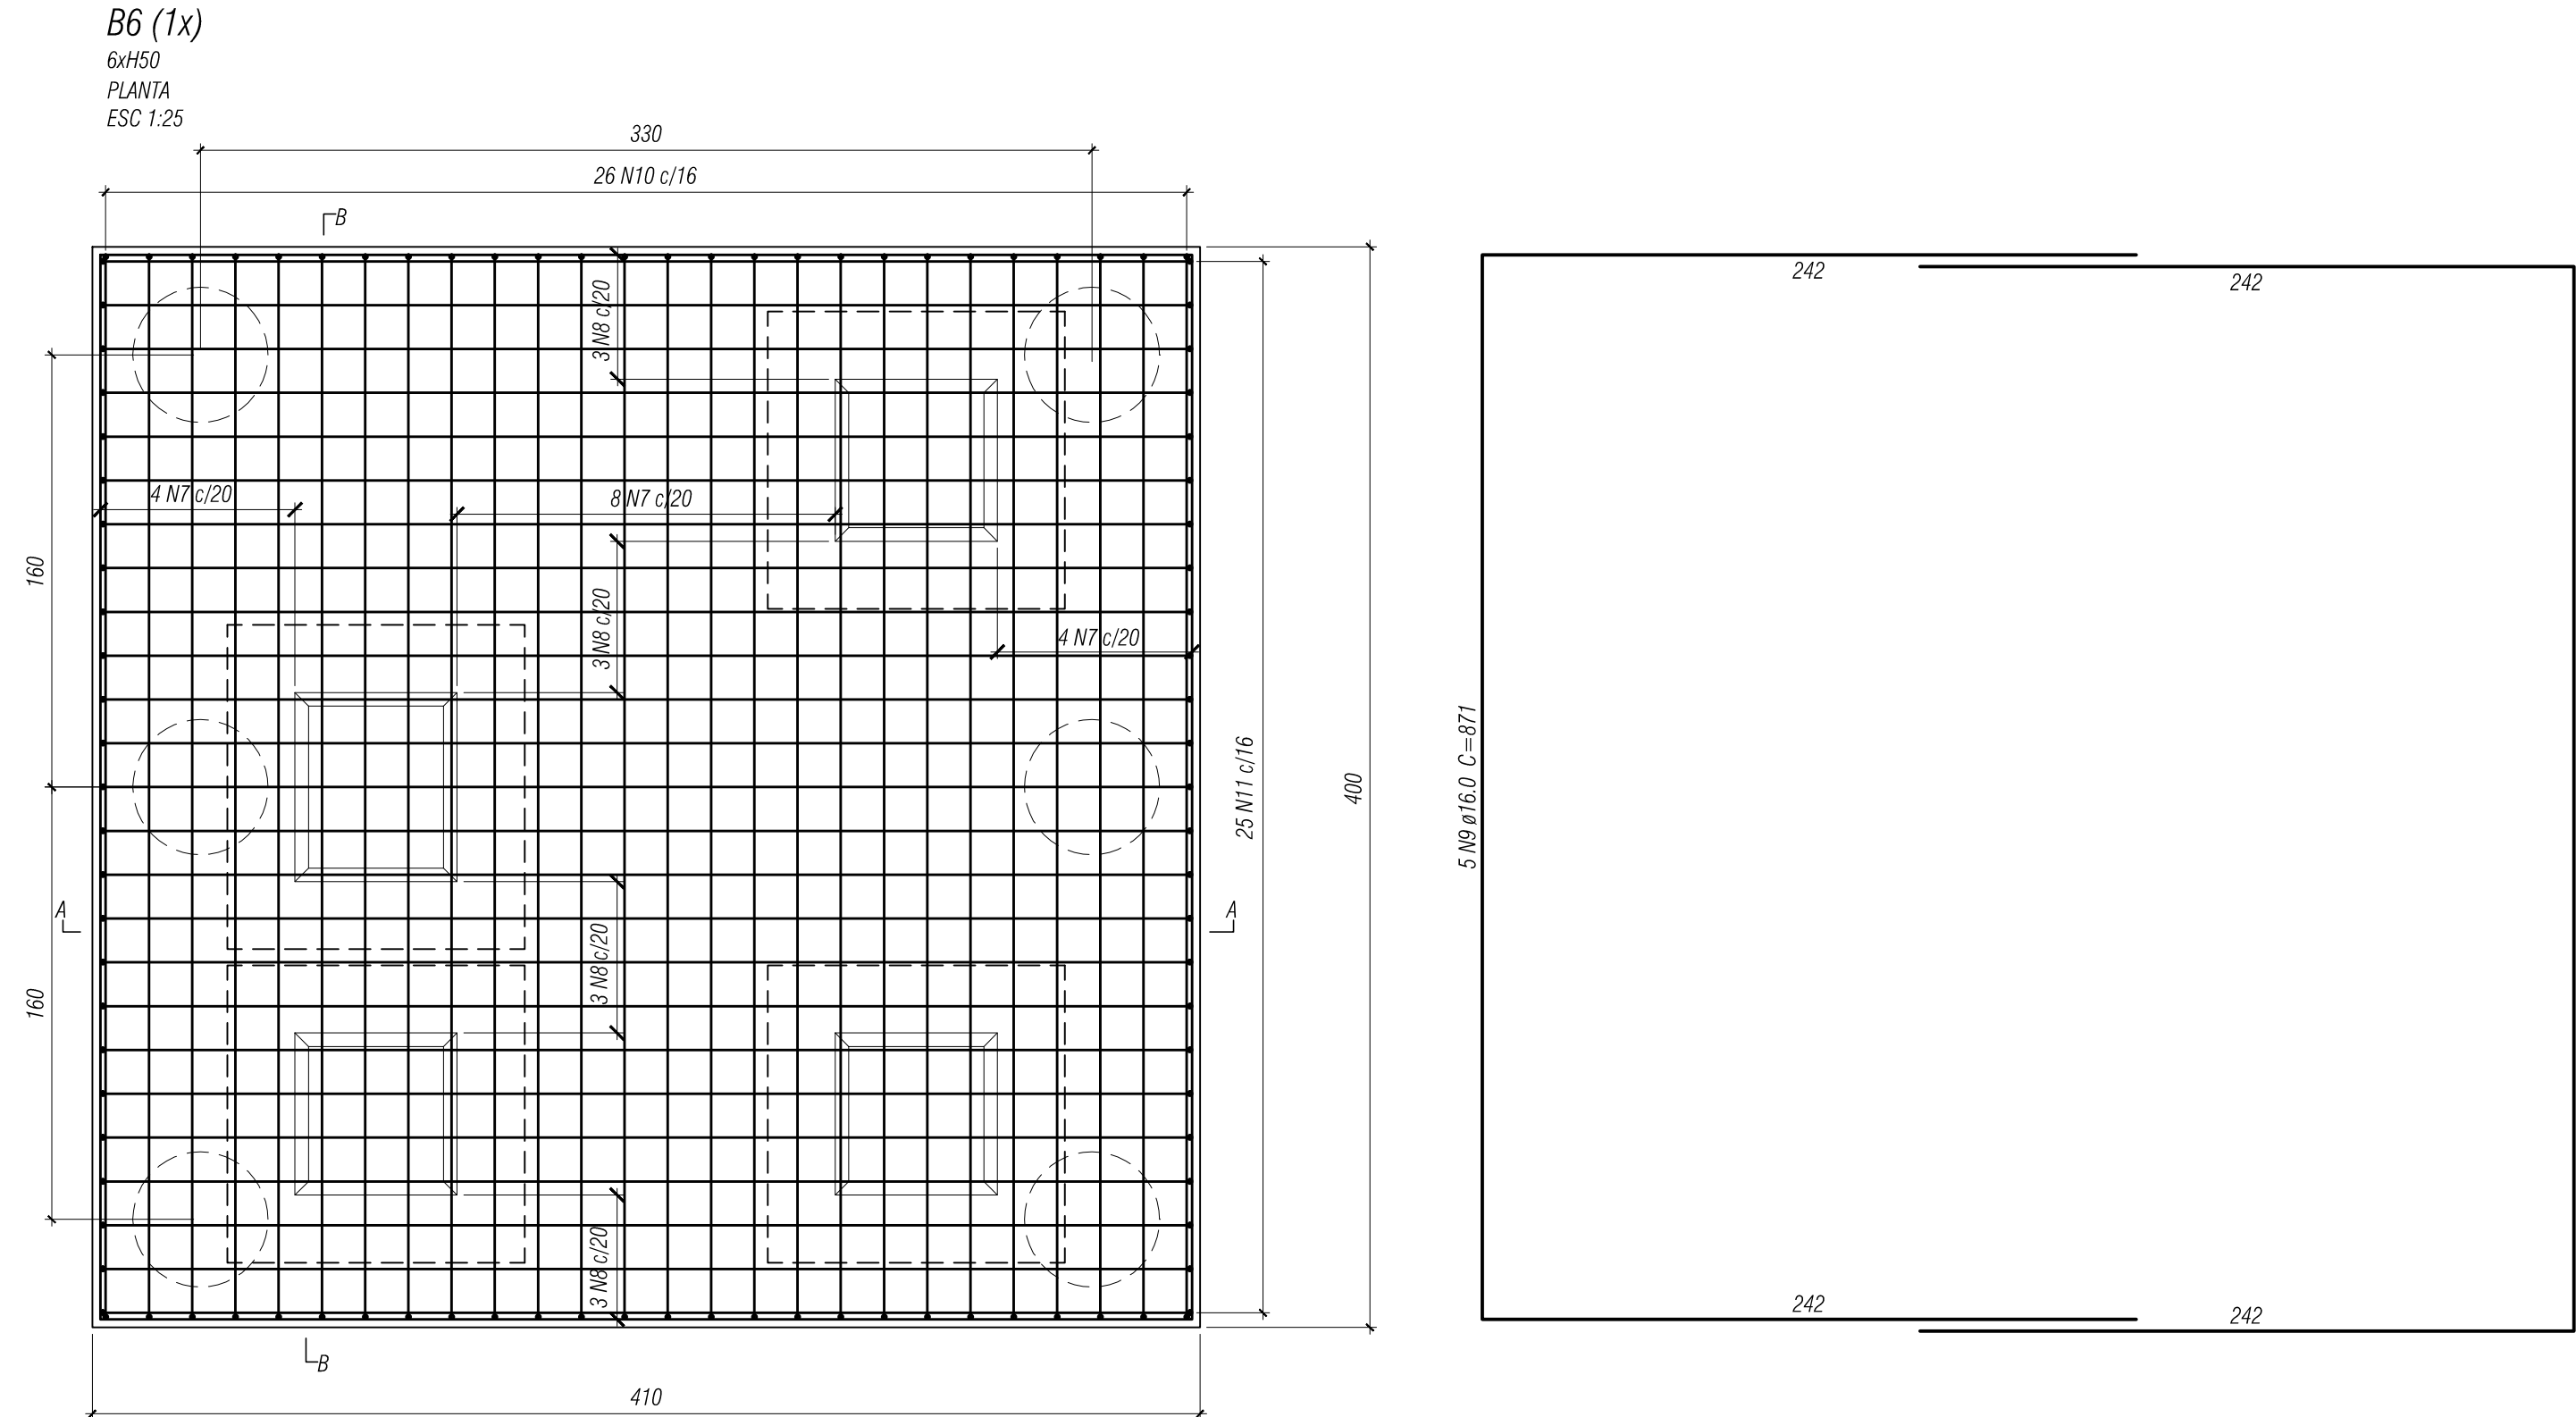 B6 (1x)
6xH50
PLANTA
ESC 1:25
330
26 N10 c/16
B
242
242
3 N8 c/20
4 N7 c/20
8 N7 c/20
160
3 N8 c/20
4 N7 c/20
5 N9 ø16.0 C=871
25 N11 c/16
400
A
A
3 N8 c/20
160
3 N8 c/20
242
242
B
410